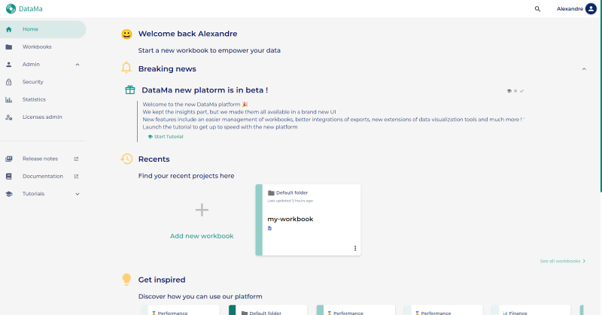 DataMa
Alexandre
Home
Workbooks
Admin
Security
Statistics
Licenses admin
Release notes
Documentation
Tutorials
Welcome back Alexandre
Start a new workbook to empower your data
Breaking news
DataMa new platorm is in beta !
Welcome to the new DataMa platform 🎉
We kept the insights part, but we made them all available in a brand new UI
New features include an easier management of workbooks, better integrations of exports, new extensions of data visualization tools and much more ! '
Launch the tutorial to get up to speed with the new platform
Start Tutorial
Recents
Find your recent projects here
Add new workbook
Default folder
Last updated 11 hours ago
my-workbook
See all workbooks
Get inspired
Discover how you can use our platform
Performance
Default folder
Performance
Performance
Finance